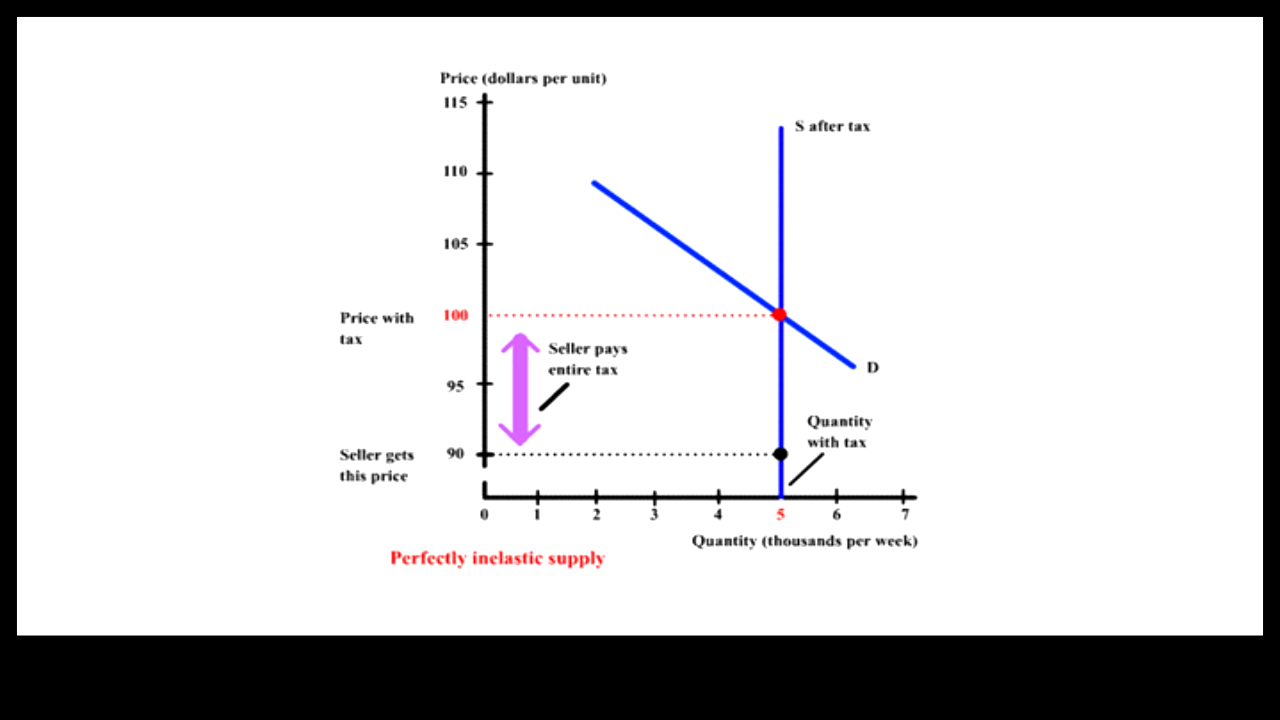 Price (dollars per unit)
115
S after tax
110
105
Price with
tax
100
Seller pays
entire tax
D
95
Quantity
with tax
Seller gets
this price
90
0 1 2 3 4 5 6 7
Quantity (thousands per week)
Perfectly inelastic supply